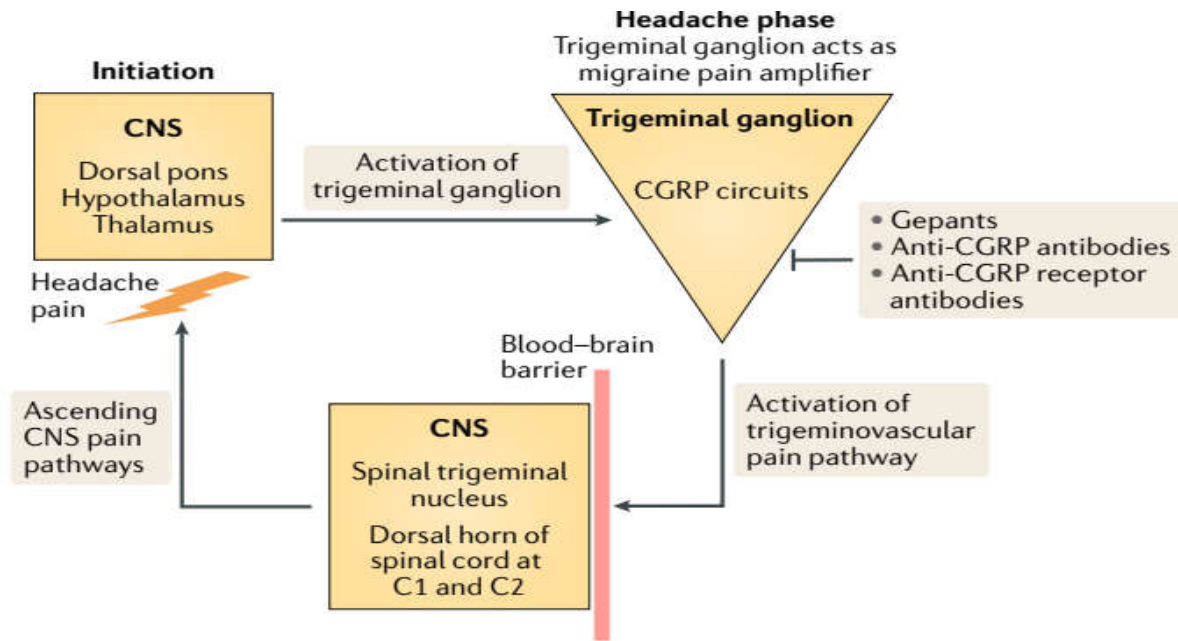 Headache phase
Trigeminal ganglion acts as
migraine pain amplifier
Initiation
CNS
Dorsal pons
Hypothalamus
Thalamus
Activation of
trigeminal ganglion
Trigeminal ganglion
CGRP circuits
• Gepants
• Anti-CGRP antibodies
• Anti-CGRP receptor
antibodies
Headache
pain
Blood–brain
barrier
Activation of
trigeminovascular
pain pathway
CNS
Spinal trigeminal
nucleus
Dorsal horn of
spinal cord at
C1 and C2
Ascending
CNS pain
pathways